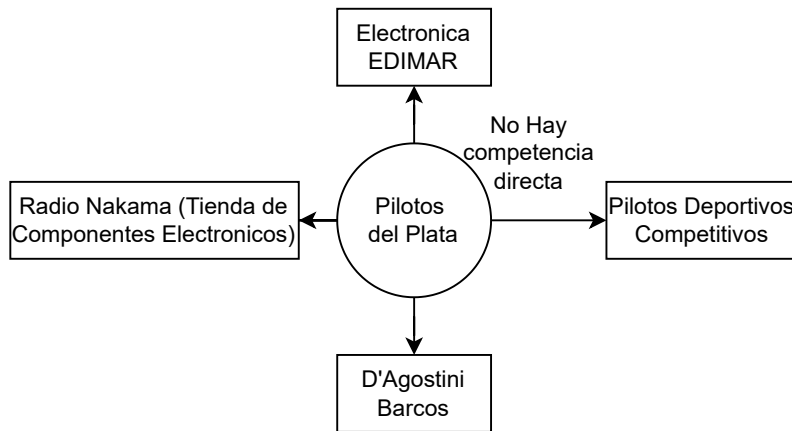 Electronica
EDIMAR
No Hay
competencia
directa
Radio Nakama (Tienda de
Componentes Electronicos)
Pilotos
del Plata
Pilotos Deportivos
Competitivos
D'Agostini
Barcos